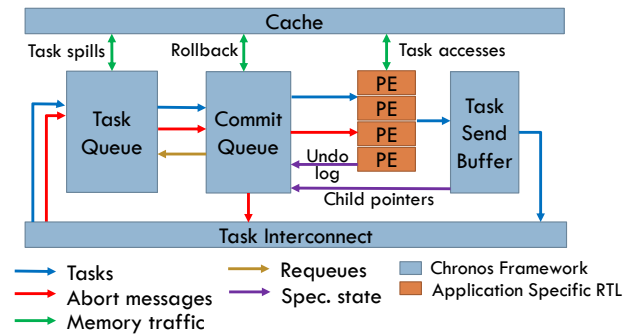 Cache
Task spills
Rollback
Task accesses
Task
Queue
Commit
Queue
PE
PE
PE
PE
Task
Send
Buffer
Undo
log
Child pointers
Task Interconnect
Tasks
Requeues
Chronos Framework
Abort messages
Spec. state
Application Specific RTL
Memory traffic